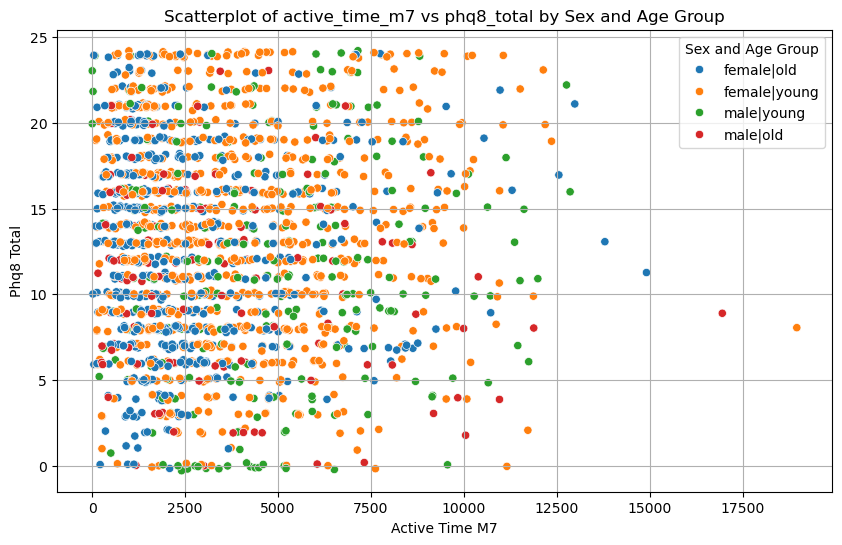 Scatterplot of active_time_m7 vs phq8_total by Sex and Age Group
Sex and Age Group
female|old
female|young
male|young
male|old
Phq8 Total
25
20
15
10
5
0
0
2500
5000
7500
10000
12500
15000
17500
Active Time M7